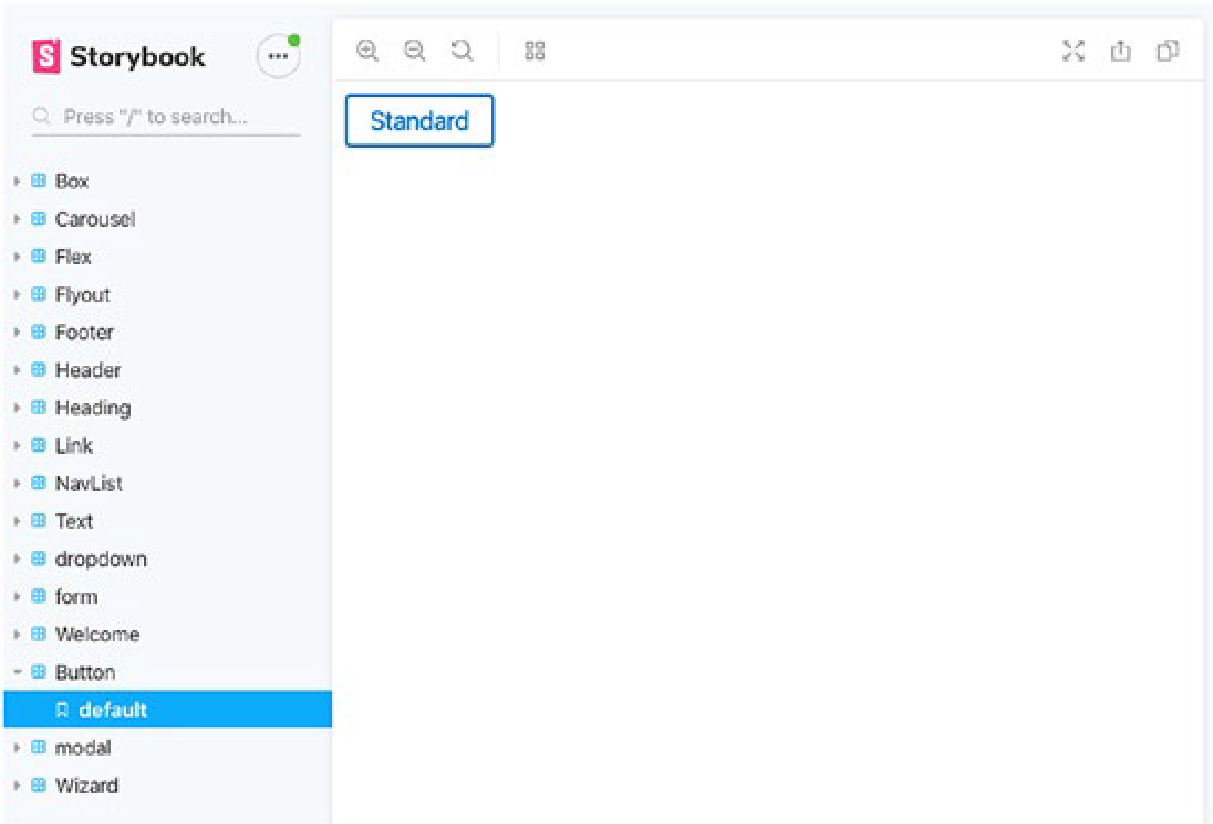 Storybook
Press "/" to search...
Box
Carousel
Flex
Flyout
Footer
Header
Heading
Link
NavList
Text
dropdown
form
Welcome
Button
default
modal
Wizard
Standard